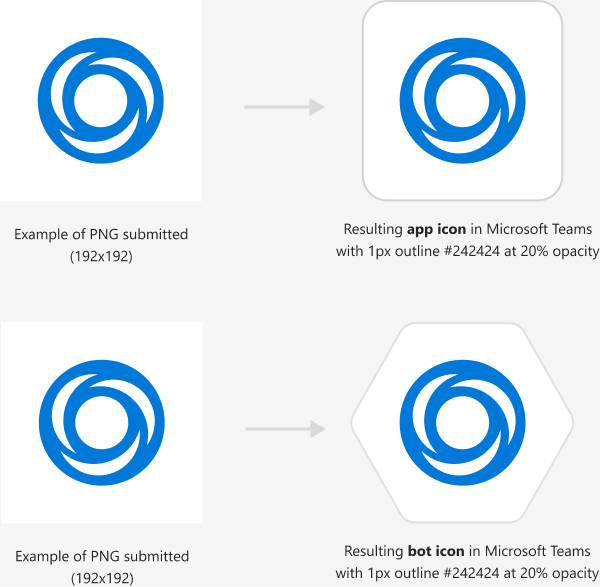 Example of PNG submitted
(192x192)
Resulting app icon in Microsoft Teams
with 1px outline #242424 at 20% opacity
Example of PNG submitted
(192x192)
Resulting bot icon in Microsoft Teams
with 1px outline #242424 at 20% opacity